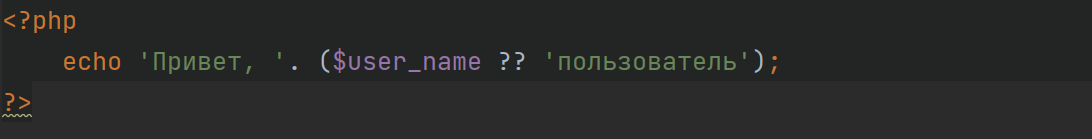 <?php
    echo 'Привет, '. ($user_name ?? 'пользователь');
?>